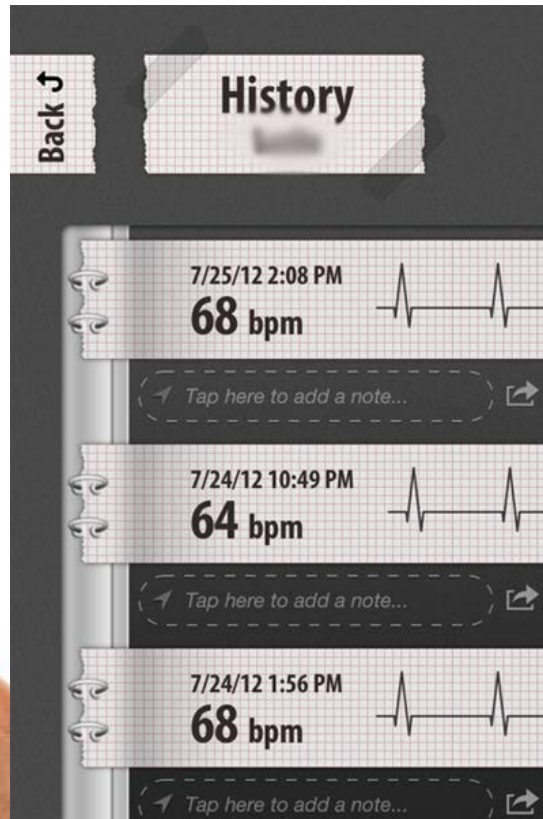 Back
History
7/25/12 2:08 PM
68 bpm
Tap here to add a note...
7/24/12 10:49 PM
64 bpm
Tap here to add a note...
7/24/12 1:56 PM
68 bpm
Tap here to add a note...